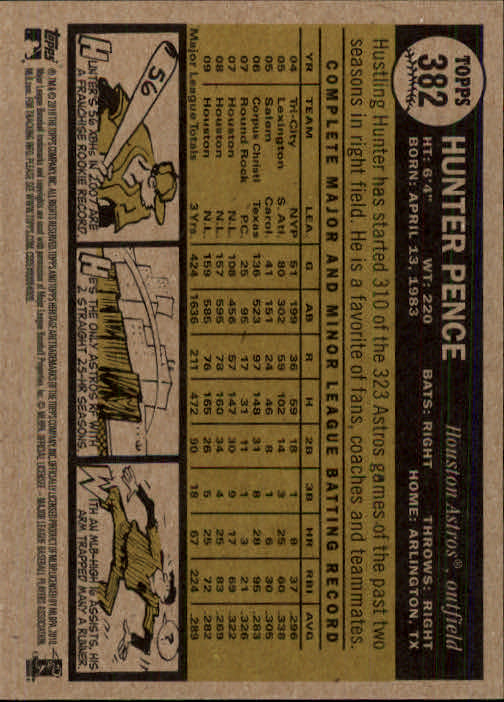 TOPPS
382
HUNTER PENCE
Houston Astros®, outfield
HT: 6'4" WT: 220 BATS: RIGHT THROWS: RIGHT
BORN: APRIL 13, 1983 HOME: ARLINGTON, TX
Hustling Hunter has started 310 of the 323 Astros games of the past two
seasons in right field. He is a favorite of fans, coaches and teammates.
COMPLETE MAJOR AND MINOR LEAGUE BATTING RECORD
YR TEAM LEA. G AB R H 2B 3B HR RBI AVG
04 Tri-City NYP 51 199 36 59 18 1 8 37 .296
05 Lexington S. Atl. 80 302 59 102 14 3 25 60 .338
05 Salem Carol. 41 151 24 46 8 1 6 30 .305
06 Corpus Christi Texas 136 523 97 148 31 8 28 95 .283
07 Round Rock P.C. 25 95 17 31 11 1 3 21 .326
07 Houston N.L. 108 456 57 147 30 9 17 69 .322
08 Houston N.L. 157 595 78 160 34 4 25 83 .269
09 Houston N.L. 159 585 76 165 26 5 25 72 .282
Major League Totals 3 Yrs. 424 1636 211 472 90 18 67 224 .289
56
HUNTER'S 56 XBHs IN 2007 ARE
A FRANCHISE ROOKIE RECORD.
HE'S THE ONLY ASTROS RF WITH
2 STRAIGHT 25-HR SEASONS
?
WITH AN MLB-HIGH 16 ASSISTS, HIS
ARM TRAPPED MANY A RUNNER.
TOPPS